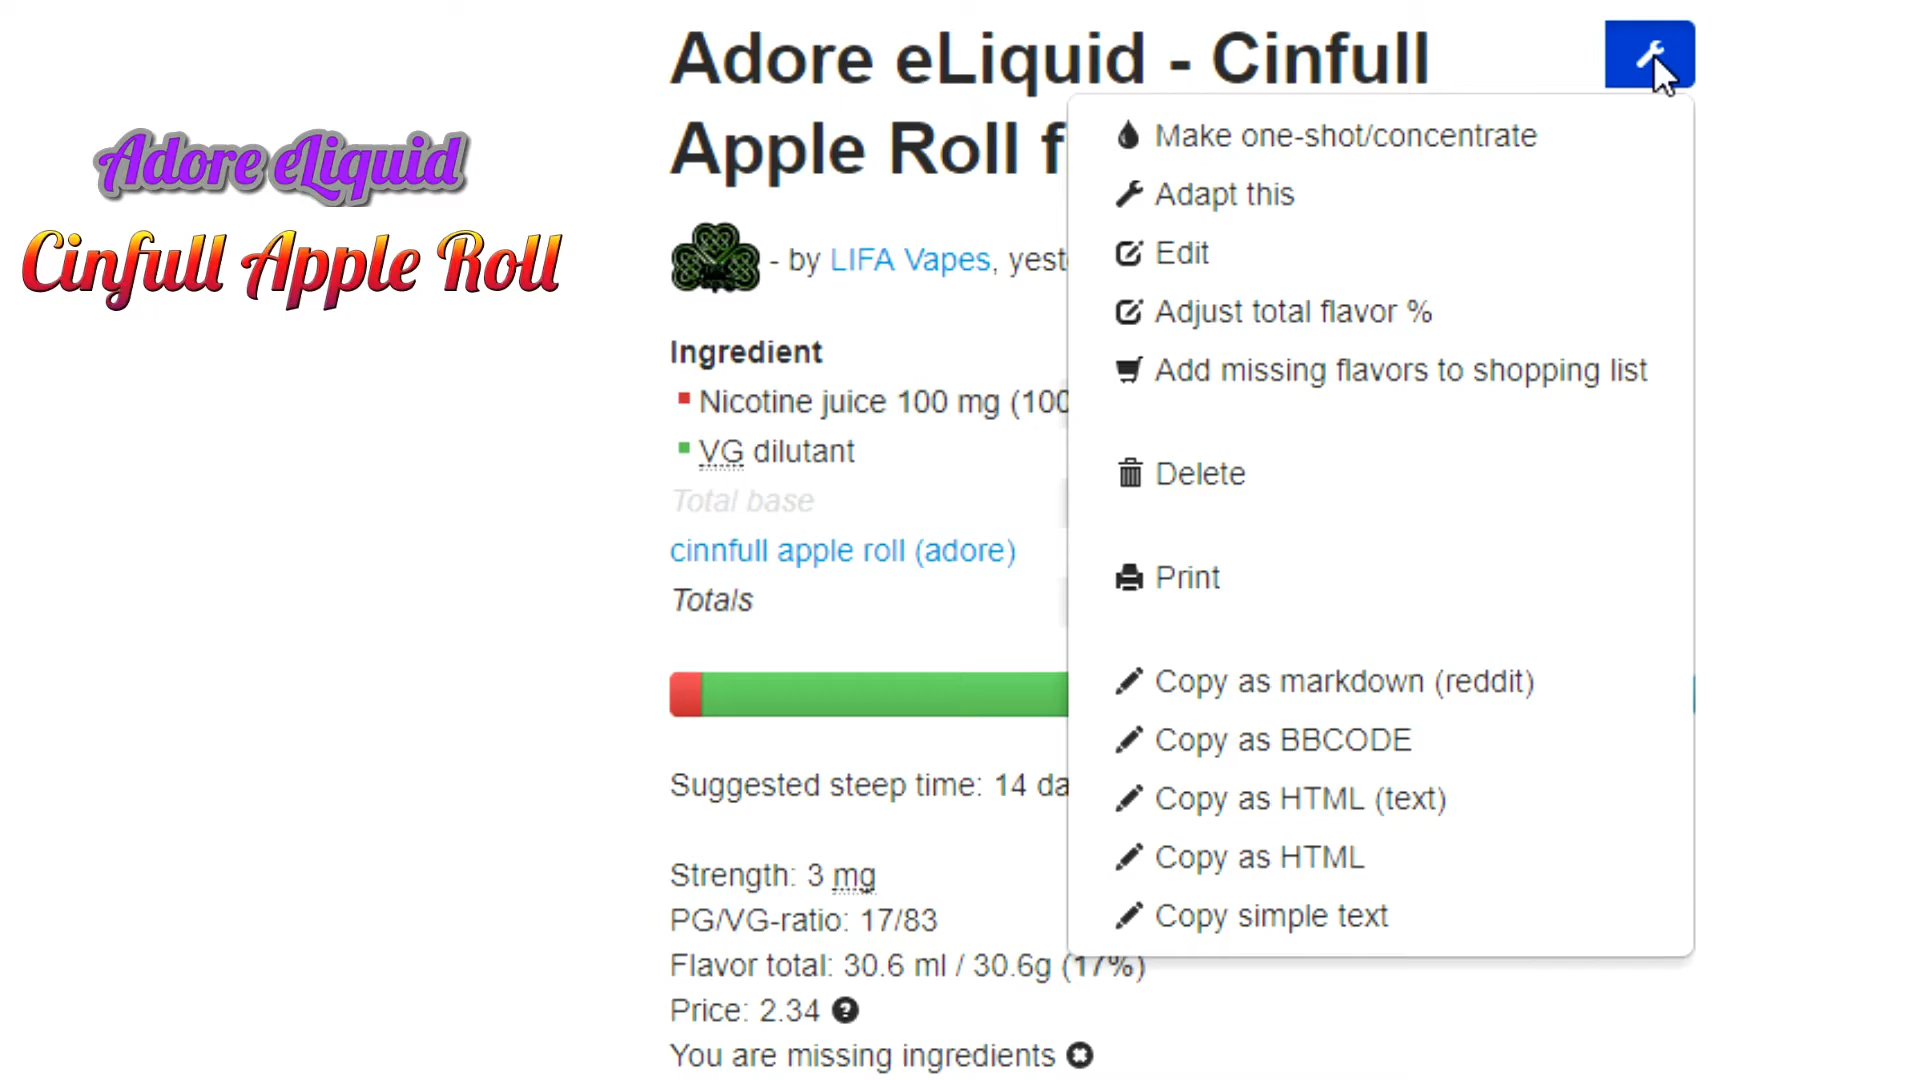 Adore eLiquid - Cinfull
Apple Roll f
Adore eLiquid
Cinfull Apple Roll
- by LIFA Vapes, yest
Ingredient
Nicotine juice 100 mg (100
VG dilutant
Total base
cinnfull apple roll (adore)
Totals
Suggested steep time: 14 da
Strength: 3 mg
PG/VG-ratio: 17/83
Flavor total: 30.6 ml / 30.6g (17%)
Price: 2.34
You are missing ingredients
Make one-shot/concentrate
Adapt this
Edit
Adjust total flavor %
Add missing flavors to shopping list
Delete
Print
Copy as markdown (reddit)
Copy as BBCODE
Copy as HTML (text)
Copy as HTML
Copy simple text